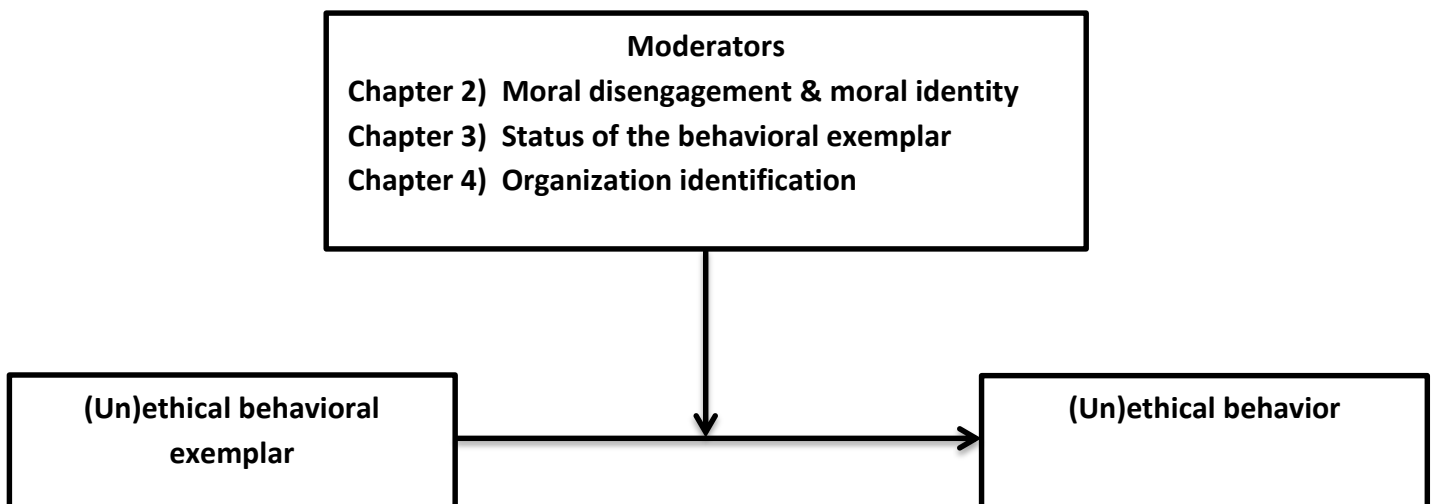 Moderators
Chapter 2) Moral disengagement & moral identity
Chapter 3) Status of the behavioral exemplar
Chapter 4) Organization identification
(Un)ethical behavioral
exemplar
(Un)ethical behavior